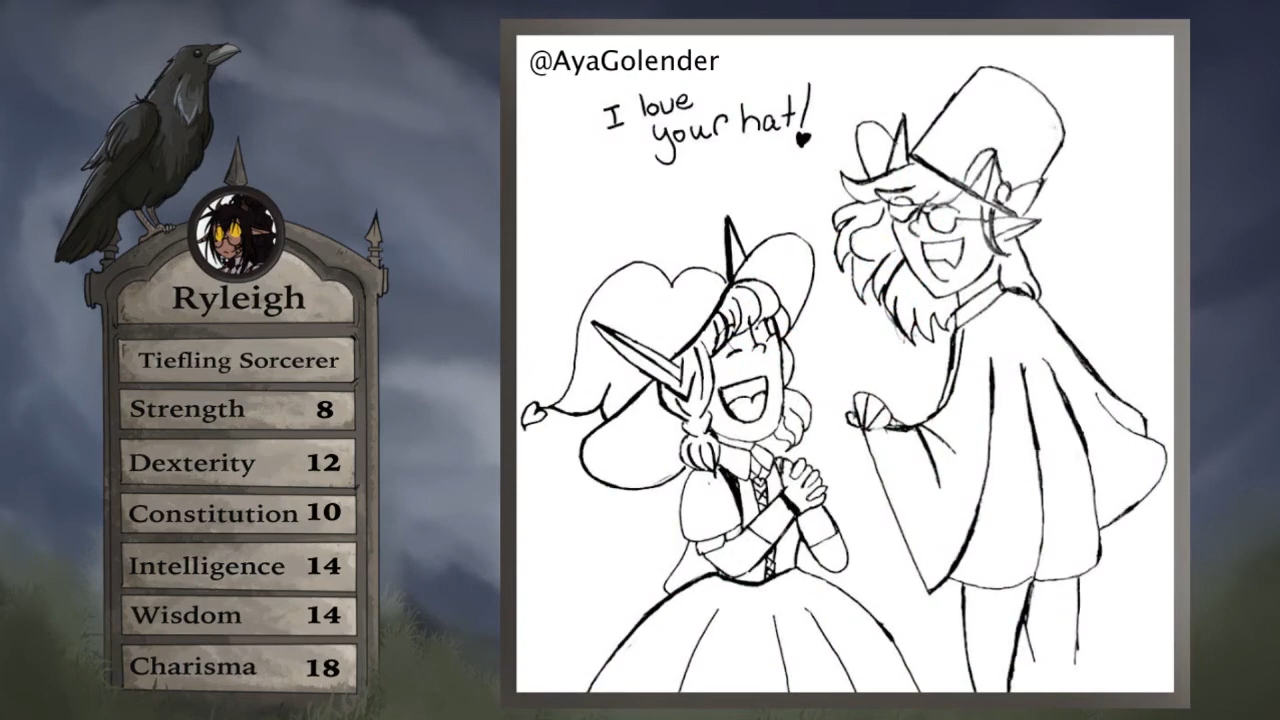 Ryleigh
Tiefling Sorcerer
Strength 8
Dexterity 12
Constitution 10
Intelligence 14
Wisdom 14
Charisma 18
@AyaGolender
I love
your hat!